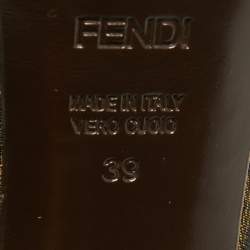 FENDI
MADE IN ITALY
VERO CUOIO
39